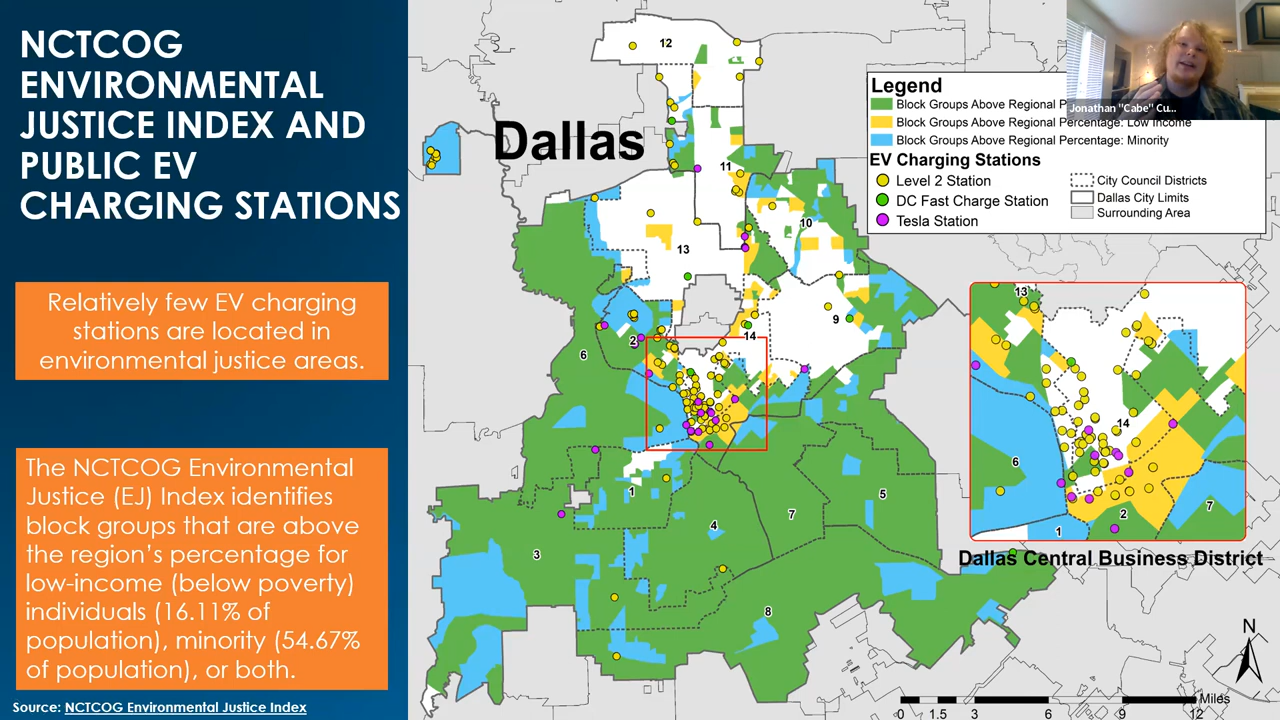 NCTCOG
ENVIRONMENTAL
JUSTICE INDEX AND
PUBLIC EV
CHARGING STATIONS
Relatively few EV charging
stations are located in
environmental justice areas.
The NCTCOG Environmental
Justice (EJ) Index identifies
block groups that are above
the region's percentage for
low-income (below poverty)
individuals (16.11% of
population), minority (54.67%
of population), or both.
Source: NCTCOG Environmental Justice Index
Dallas
12
11
10
13
9
14
2
6
1
5
4
7
3
8
Legend
Block Groups Above Regional P
Block Groups Above Regional Percentage: Low Income
Block Groups Above Regional Percentage: Minority
EV Charging Stations
Level 2 Station
DC Fast Charge Station
Tesla Station
City Council Districts
Dallas City Limits
Surrounding Area
Jonathan "Cabe" Cu...
13
14
6
2
7
1
Dallas Central Business District
N
Miles
0 1.5 3 6 9 12